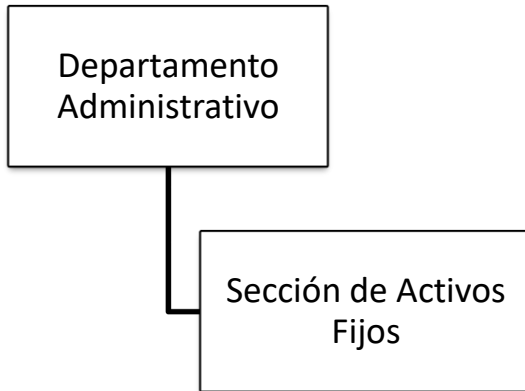 Departamento
Administrativo
Sección de Activos
Fijos